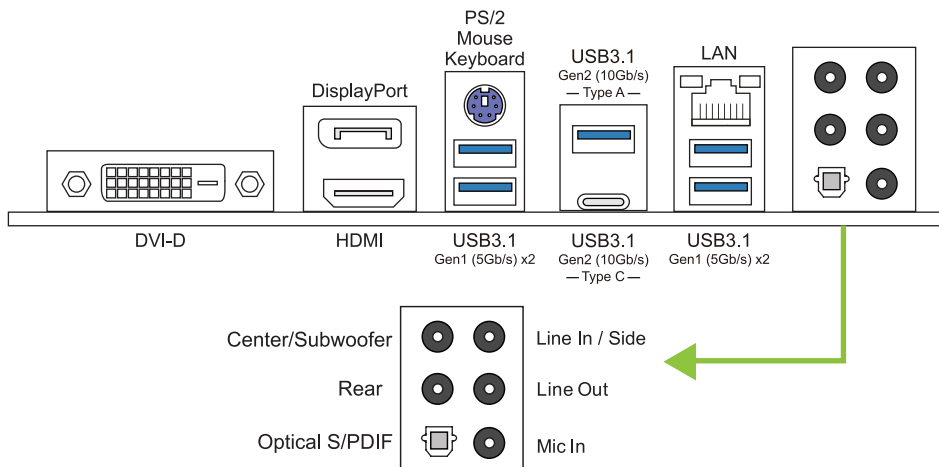 PS/2
Mouse
Keyboard
DisplayPort
USB3.1
Gen2 (10Gb/s)
— Type A —
LAN
DVI-D
HDMI
USB3.1
Gen1 (5Gb/s) x2
USB3.1
Gen2 (10Gb/s)
— Type C —
USB3.1
Gen1 (5Gb/s) x2
Center/Subwoofer
Line In / Side
Rear
Line Out
Optical S/PDIF
Mic In